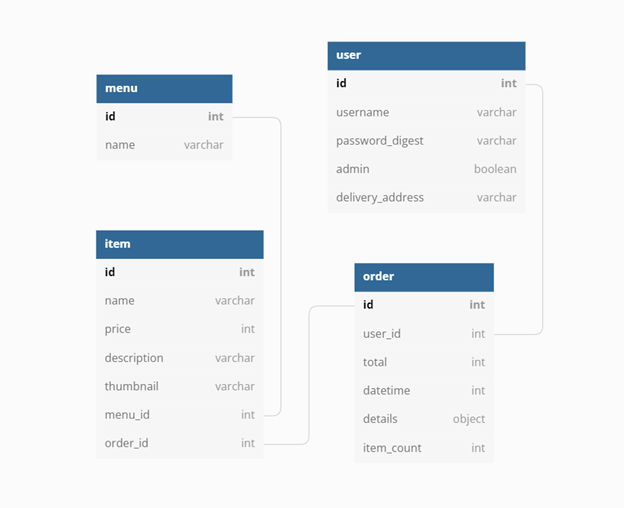 menu
id int
name varchar
user
id int
username varchar
password_digest varchar
admin boolean
delivery_address varchar
item
id int
name varchar
price int
description varchar
thumbnail varchar
menu_id int
order_id int
order
id int
user_id int
total int
datetime int
details object
item_count int